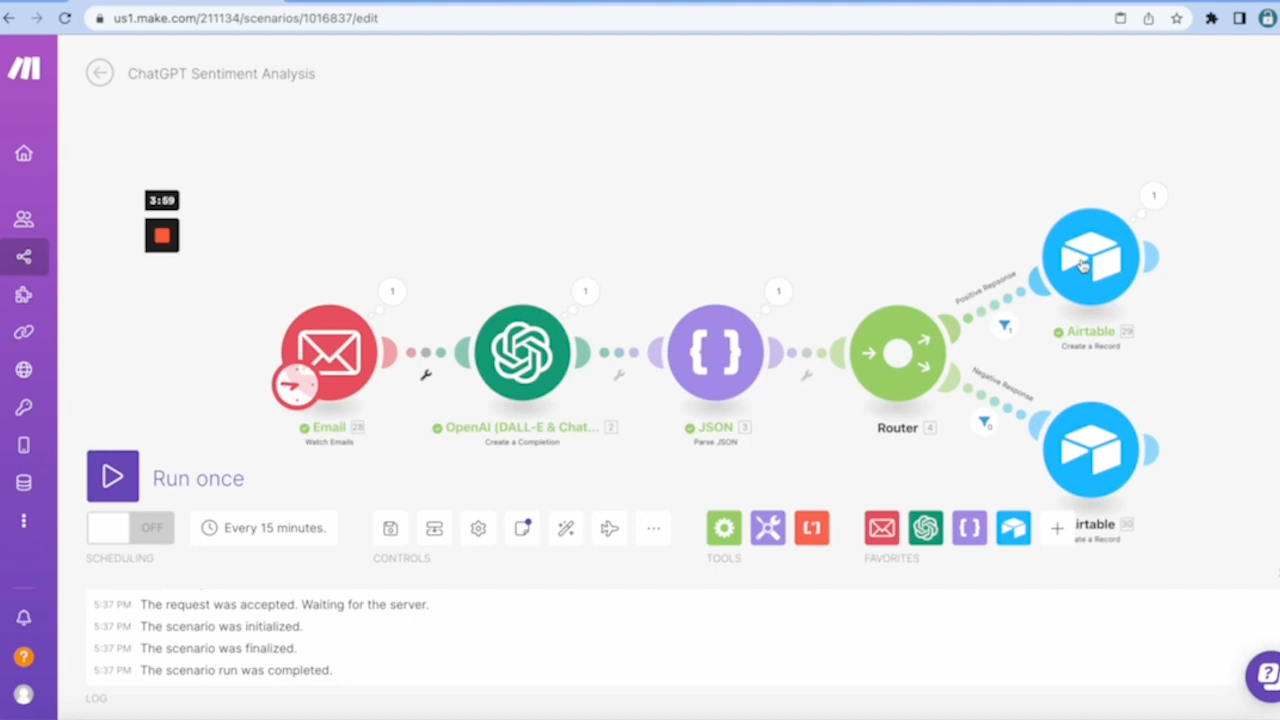 us1.make.com/211134/scenarios/1016837/edit
ChatGPT Sentiment Analysis
3:59
1
1
1
1
Positive Repsonse
1
Airtable 29
Create a Record
Negative Response
0
Email 28
Watch Emails
OpenAI (DALL-E & Chat... 2
Create a Completion
JSON 3
Parse JSON
Router 4
Run once
OFF
Every 15 minutes.
irtable 30
ate a Record
SCHEDULING
CONTROLS
TOOLS
FAVORITES
5:37 PM The request was accepted. Waiting for the server.
5:37 PM The scenario was initialized.
5:37 PM The scenario was finalized.
5:37 PM The scenario run was completed.
LOG